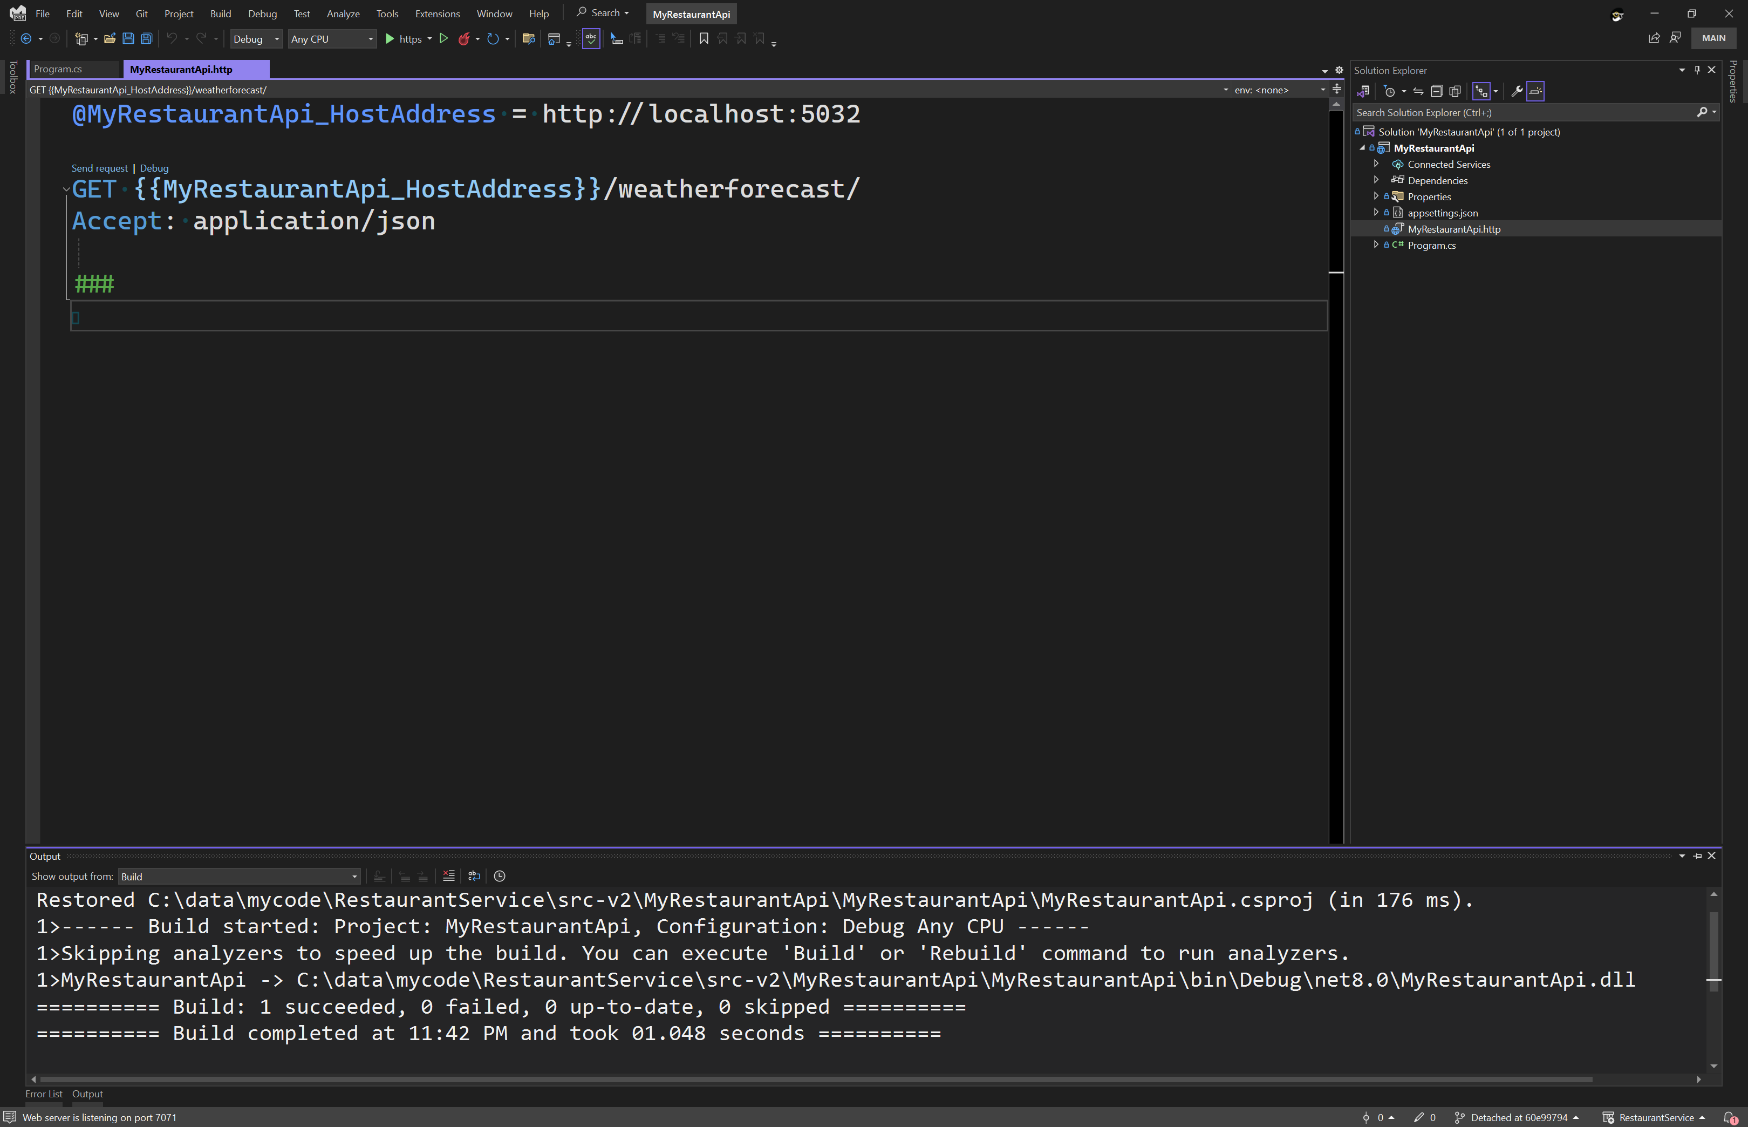 File Edit View Git Project Build Debug Test Analyze Tools Extensions Window Help Search MyRestaurantApi
Debug Any CPU https MAIN
Toolbox
Program.cs MyRestaurantApi.http
GET {{MyRestaurantApi_HostAddress}}/weatherforecast/ env: <none>
@MyRestaurantApi_HostAddress = http://localhost:5032
Send request | Debug
GET {{MyRestaurantApi_HostAddress}}/weatherforecast/
Accept: application/json
###
Solution Explorer
Search Solution Explorer (Ctrl+;)
Solution 'MyRestaurantApi' (1 of 1 project)
MyRestaurantApi
Connected Services
Dependencies
Properties
appsettings.json
MyRestaurantApi.http
C# Program.cs
Properties
Output
Show output from: Build
Restored C:\data\mycode\RestaurantService\src-v2\MyRestaurantApi\MyRestaurantApi\MyRestaurantApi.csproj (in 176 ms).
1>------ Build started: Project: MyRestaurantApi, Configuration: Debug Any CPU ------
1>Skipping analyzers to speed up the build. You can execute 'Build' or 'Rebuild' command to run analyzers.
1>MyRestaurantApi -> C:\data\mycode\RestaurantService\src-v2\MyRestaurantApi\MyRestaurantApi\bin\Debug\net8.0\MyRestaurantApi.dll
========== Build: 1 succeeded, 0 failed, 0 up-to-date, 0 skipped ==========
========== Build completed at 11:42 PM and took 01.048 seconds ==========
Error List Output
Web server is listening on port 7071 0 0 Detached at 60e99794 RestaurantService 1